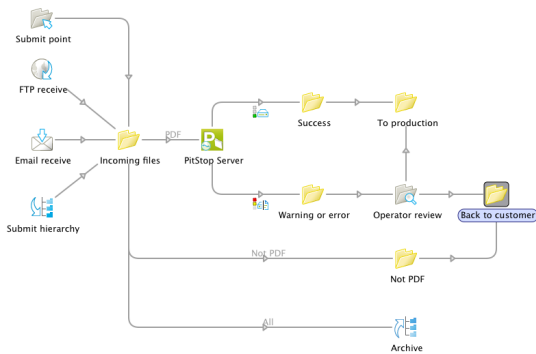 Submit point
FTP receive
PDF
Success
To production
Email receive
Incoming files
PitStop Server
Submit hierarchy
Warning or error
Operator review
Back to customer
Not PDF
Not PDF
All
Archive